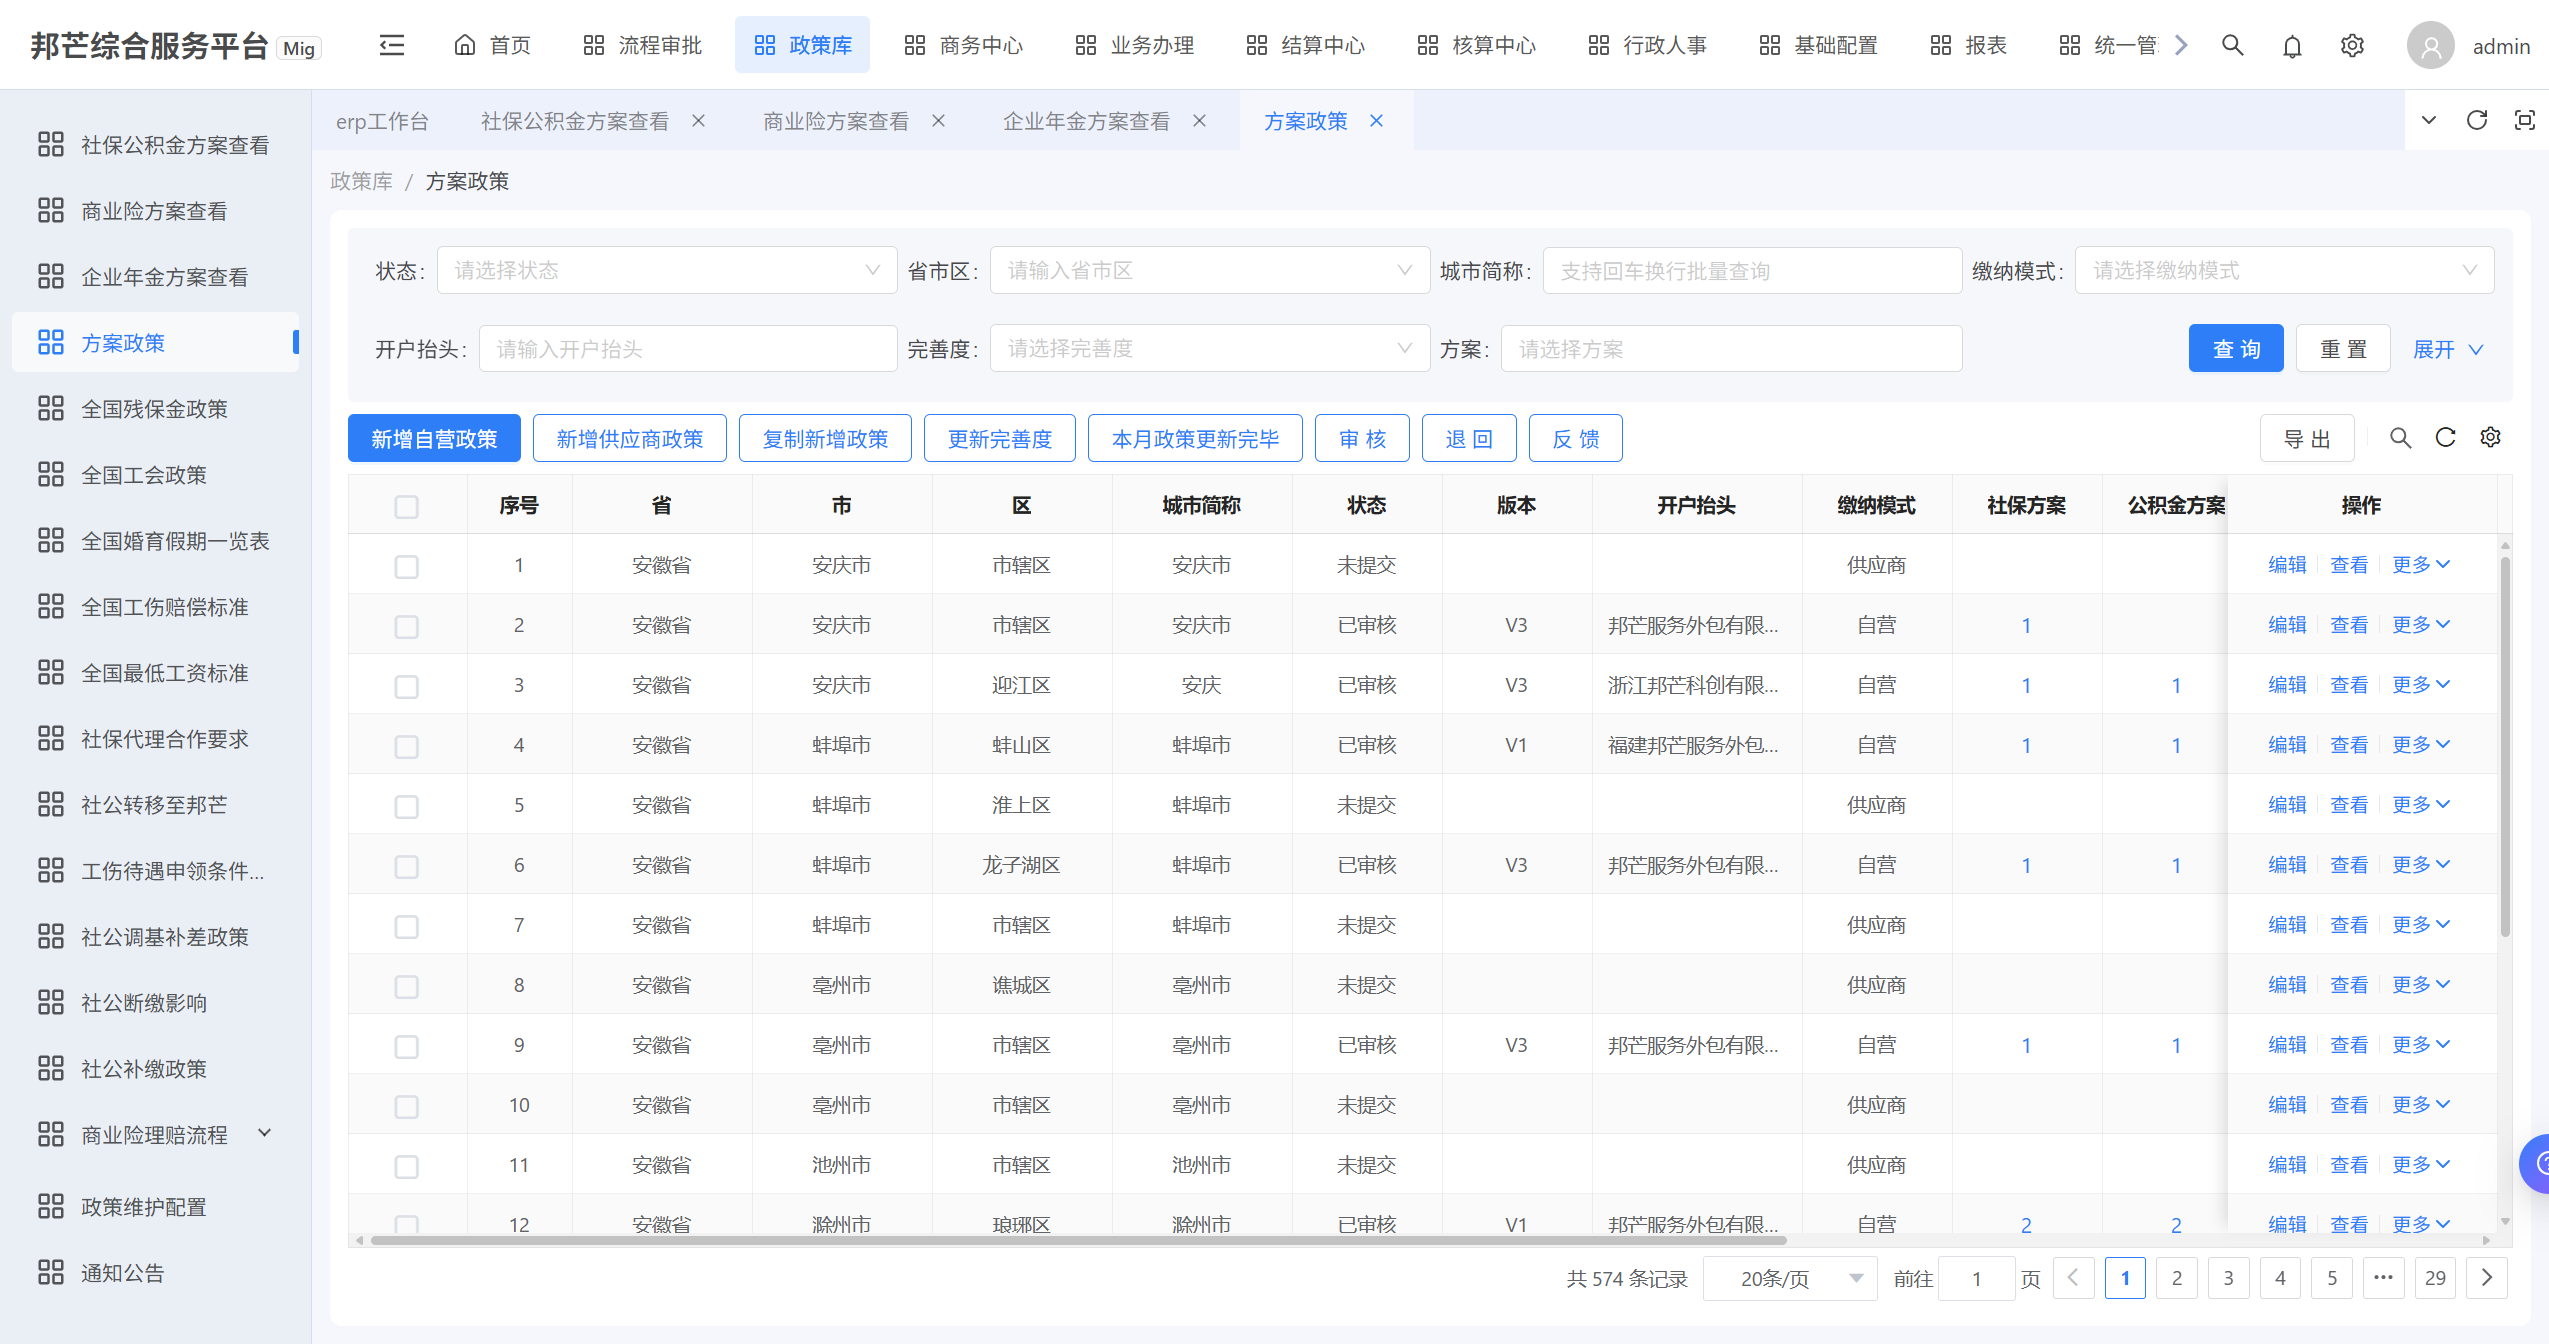 邦芒综合服务平台 Mig 首页 流程审批 政策库 商务中心 业务办理 结算中心 核算中心 行政人事 基础配置 报表 统一管 admin
erp工作台 社保公积金方案查看 商业险方案查看 企业年金方案查看 方案政策
社保公积金方案查看
商业险方案查看
企业年金方案查看
方案政策
全国残保金政策
全国工会政策
全国婚育假期一览表
全国工伤赔偿标准
全国最低工资标准
社保代理合作要求
社公转移至邦芒
工伤待遇申领条件...
社公调基补差政策
社公断缴影响
社公补缴政策
商业险理赔流程
政策维护配置
通知公告
政策库 / 方案政策
状态: 请选择状态 省市区: 请输入省市区 城市简称: 支持回车换行批量查询 缴纳模式: 请选择缴纳模式
开户抬头: 请输入开户抬头 完善度: 请选择完善度 方案: 请选择方案 查 询 重 置 展开
新增自营政策 新增供应商政策 复制新增政策 更新完善度 本月政策更新完毕 审 核 退 回 反 馈 导 出
序号 省 市 区 城市简称 状态 版本 开户抬头 缴纳模式 社保方案 公积金方案 操作
1 安徽省 安庆市 市辖区 安庆市 未提交 供应商 编辑 查看 更多
2 安徽省 安庆市 市辖区 安庆市 已审核 V3 邦芒服务外包有限... 自营 1 编辑 查看 更多
3 安徽省 安庆市 迎江区 安庆 已审核 V3 浙江邦芒科创有限... 自营 1 1 编辑 查看 更多
4 安徽省 蚌埠市 蚌山区 蚌埠市 已审核 V1 福建邦芒服务外包... 自营 1 1 编辑 查看 更多
5 安徽省 蚌埠市 淮上区 蚌埠市 未提交 供应商 编辑 查看 更多
6 安徽省 蚌埠市 龙子湖区 蚌埠市 已审核 V3 邦芒服务外包有限... 自营 1 1 编辑 查看 更多
7 安徽省 蚌埠市 市辖区 蚌埠市 未提交 供应商 编辑 查看 更多
8 安徽省 亳州市 谯城区 亳州市 未提交 供应商 编辑 查看 更多
9 安徽省 亳州市 市辖区 亳州市 已审核 V3 邦芒服务外包有限... 自营 1 1 编辑 查看 更多
10 安徽省 亳州市 市辖区 亳州市 未提交 供应商 编辑 查看 更多
11 安徽省 池州市 市辖区 池州市 未提交 供应商 编辑 查看 更多
12 安徽省 滁州市 琅琊区 滁州市 已审核 V1 邦芒服务外包有限... 自营 2 2 编辑 查看 更多
共 574 条记录 20条/页 前往 1 页 1 2 3 4 5 ••• 29